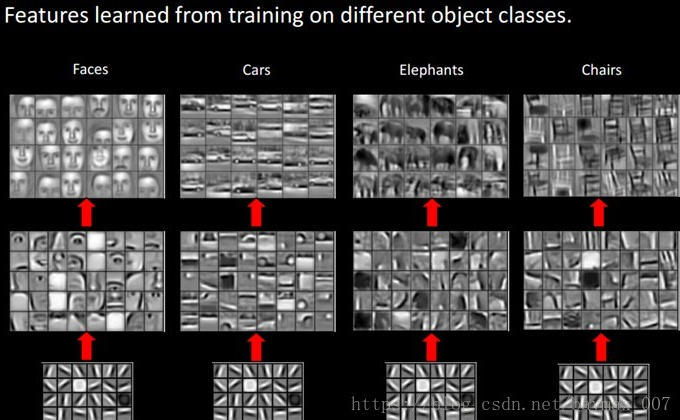 Features learned from training on different object classes.
Faces
Cars
Elephants
Chairs